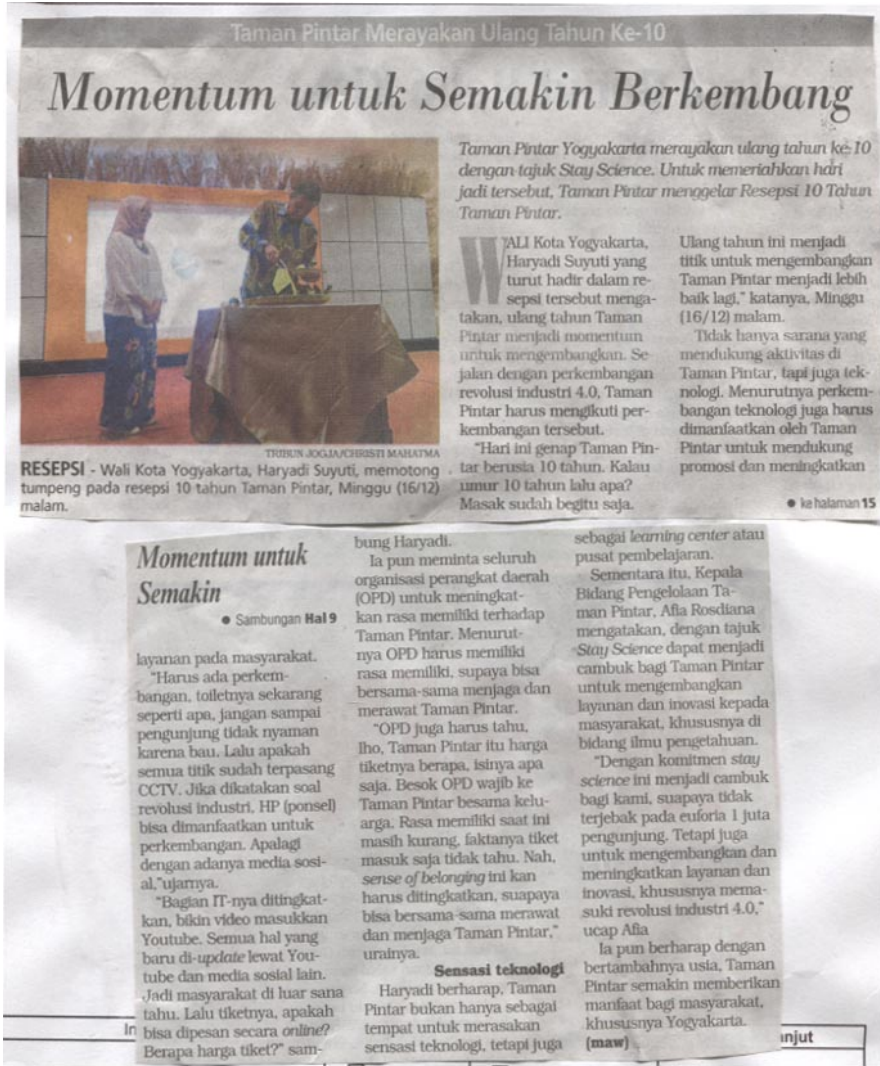 Taman Pintar Merayakan Ulang Tahun Ke-10
Momentum untuk Semakin Berkembang
TRIBUN JOGJA/CHRISTI MAHATMA
RESEPSI - Wali Kota Yogyakarta, Haryadi Suyuti, memotong
tumpeng pada resepsi 10 tahun Taman Pintar, Minggu (16/12)
malam.
Taman Pintar Yogyakarta merayakan ulang tahun ke-10
dengan tajuk Stay Science. Untuk memeriahkan hari
jadi tersebut, Taman Pintar menggelar Resepsi 10 Tahun
Taman Pintar.
WALI Kota Yogyakarta,
Haryadi Suyuti yang
turut hadir dalam re-
sepsi tersebut menga-
takan, ulang tahun Taman
Pintar menjadi momentum
untuk mengembangkan. Se
jalan dengan perkembangan
revolusi industri 4.0, Taman
Pintar harus mengikuti per-
kembangan tersebut.
"Hari ini genap Taman Pin-
tar berusia 10 tahun. Kalau
umur 10 tahun lalu apa?
Masak sudah begitu saja.
Ulang tahun ini menjadi
titik untuk mengembangkan
Taman Pintar menjadi lebih
baik lagi," katanya, Minggu
(16/12) malam.
Tidak hanya sarana yang
mendukung aktivitas di
Taman Pintar, tapi juga tek-
nologi. Menurutnya perkem-
bangan teknologi juga harus
dimanfaatkan oleh Taman
Pintar untuk mendukung
promosi dan meningkatkan
● ke halaman 15
Momentum untuk
Semakin
● Sambungan Hal 9
layanan pada masyarakat.
"Harus ada perkem-
bangan, toiletnya sekarang
seperti apa, jangan sampai
pengunjung tidak nyaman
karena bau. Lalu apakah
semua titik sudah terpasang
CCTV. Jika dikatakan soal
revolusi industri, HP (ponsel)
bisa dimanfaatkan untuk
perkembangan. Apalagi
dengan adanya media sosi-
al,"ujarnya.
"Bagian IT-nya ditingkat-
kan, bikin video masukkan
Youtube. Semua hal yang
baru di-update lewat You-
tube dan media sosial lain.
Jadi masyarakat di luar sana
tahu. Lalu tiketnya, apakah
bisa dipesan secara online?
Berapa harga tiket?" sam-
bung Haryadi.
Ia pun meminta seluruh
organisasi perangkat daerah
(OPD) untuk meningkat-
kan rasa memiliki terhadap
Taman Pintar. Menurut-
nya OPD harus memiliki
rasa memiliki, supaya bisa
bersama-sama menjaga dan
merawat Taman Pintar.
"OPD juga harus tahu,
lho, Taman Pintar itu harga
tiketnya berapa, isinya apa
saja. Besok OPD wajib ke
Taman Pintar besama kelu-
arga. Rasa memiliki saat ini
masih kurang, faktanya tiket
masuk saja tidak tahu. Nah,
sense of belonging ini kan
harus ditingkatkan, suapaya
bisa bersama-sama merawat
dan menjaga Taman Pintar,"
urainya.
Sensasi teknologi
Haryadi berharap, Taman
Pintar bukan hanya sebagai
tempat untuk merasakan
sensasi teknologi, tetapi juga
sebagai learning center atau
pusat pembelajaran.
Sementara itu, Kepala
Bidang Pengelolaan Ta-
man Pintar, Afia Rosdiana
mengatakan, dengan tajuk
Stay Science dapat menjadi
cambuk bagi Taman Pintar
untuk mengembangkan
layanan dan inovasi kepada
masyarakat, khususnya di
bidang ilmu pengetahuan.
"Dengan komitmen stay
science ini menjadi cambuk
bagi kami, suapaya tidak
terjebak pada euforia 1 juta
pengunjung. Tetapi juga
untuk mengembangkan dan
meningkatkan layanan dan
inovasi, khususnya mema-
suki revolusi industri 4.0,"
ucap Afia
Ia pun berharap dengan
bertambahnya usia, Taman
Pintar semakin memberikan
manfaat bagi masyarakat,
khususnya Yogyakarta.
(maw)
In
anjut